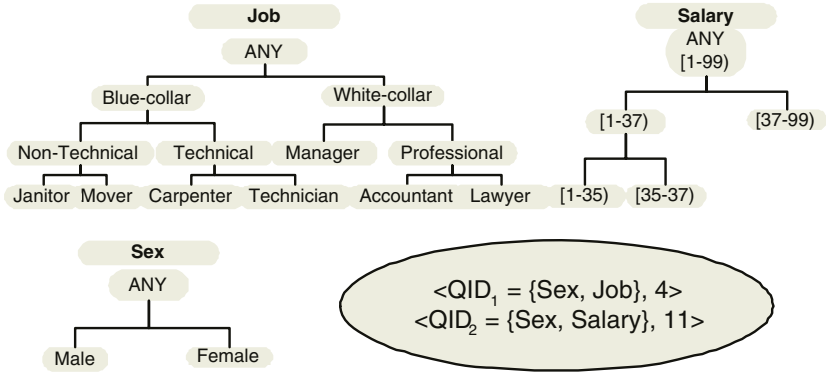 Job
ANY
Blue-collar White-collar
Non-Technical Technical Manager Professional
Janitor Mover Carpenter Technician Accountant Lawyer
Salary
ANY
[1-99)
[1-37) [37-99)
[1-35) [35-37)
Sex
ANY
Male Female
<QID₁ = {Sex, Job}, 4>
<QID₂ = {Sex, Salary}, 11>